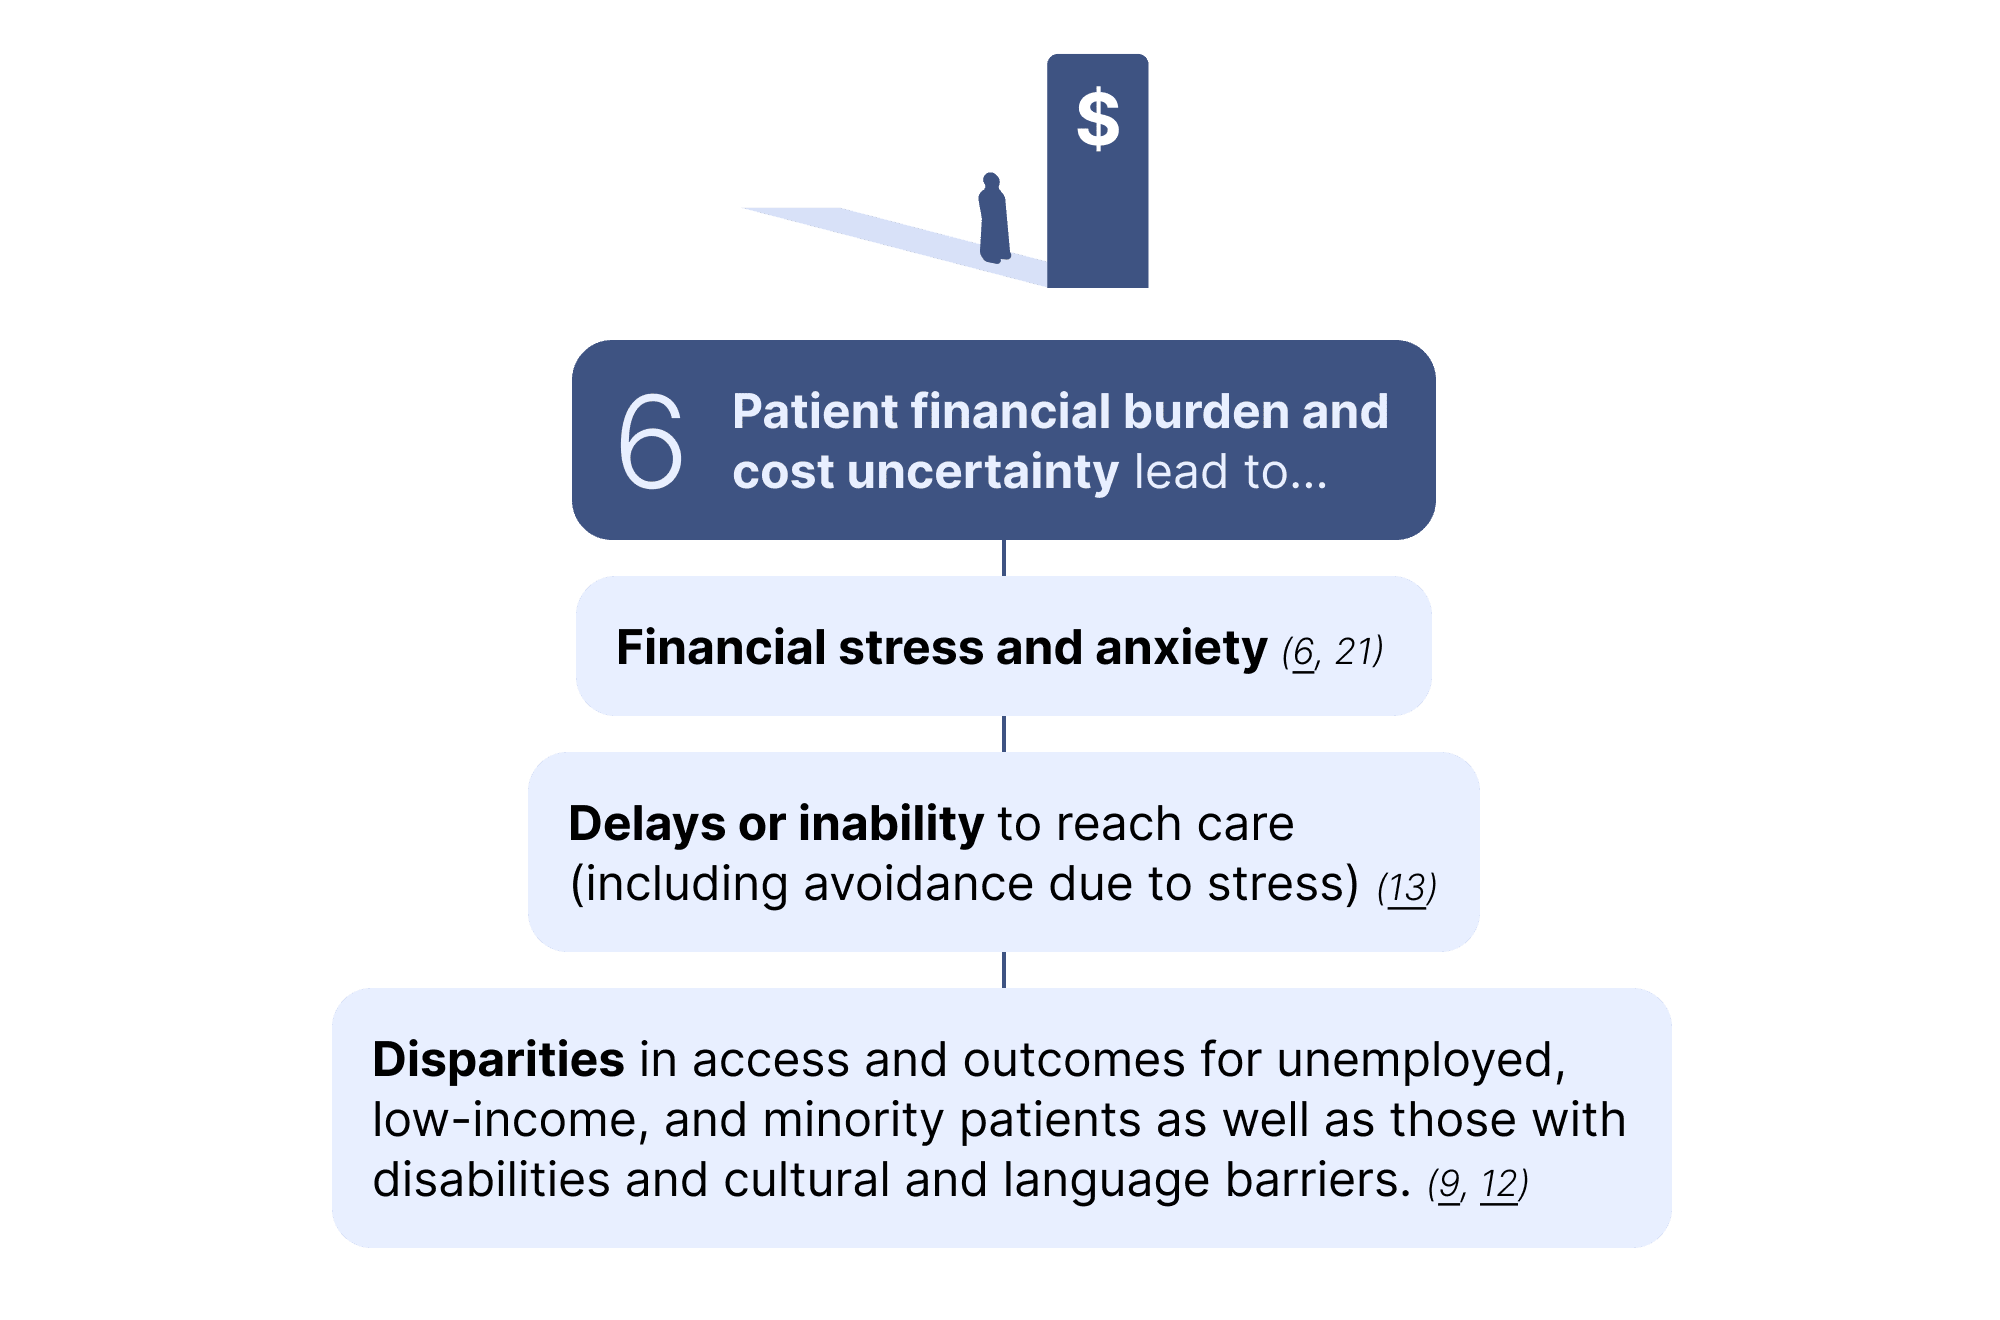 $
6
Patient financial burden and
cost uncertainty lead to...
Financial stress and anxiety (6, 21)
Delays or inability to reach care
(including avoidance due to stress) (13)
Disparities in access and outcomes for unemployed,
low-income, and minority patients as well as those with
disabilities and cultural and language barriers. (9, 12)